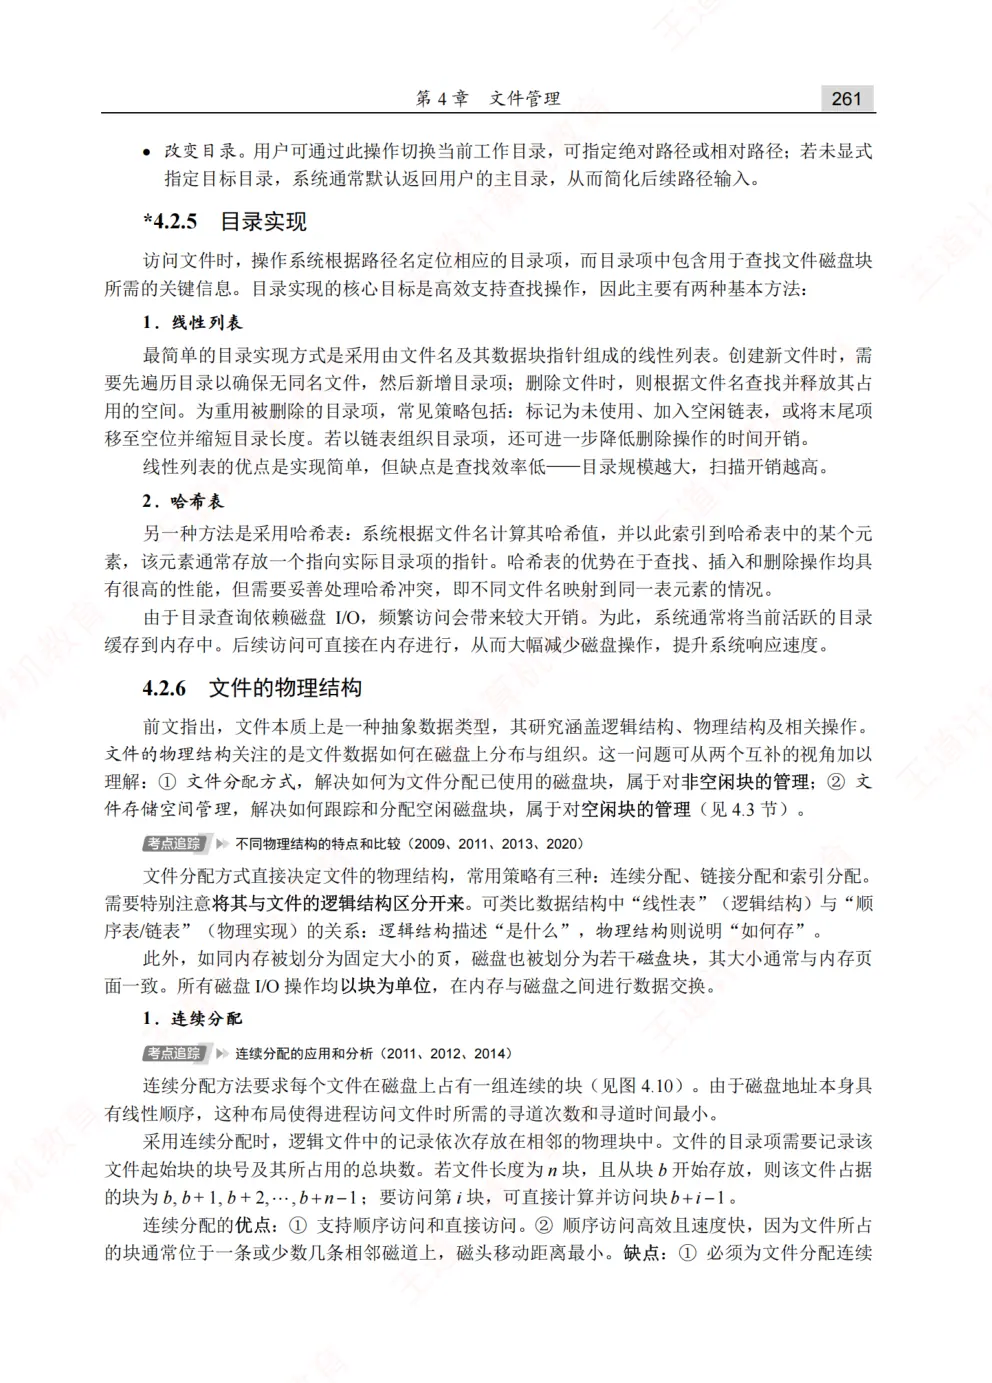 第 4 章 文件管理 261
• 改变目录。用户可通过此操作切换当前工作目录，可指定绝对路径或相对路径；若未显式
指定目标目录，系统通常默认返回用户的主目录，从而简化后续路径输入。
*4.2.5 目录实现
访问文件时，操作系统根据路径名定位相应的目录项，而目录项中包含用于查找文件磁盘块
所需的关键信息。目录实现的核心目标是高效支持查找操作，因此主要有两种基本方法：
1．线性列表
最简单的目录实现方式是采用由文件名及其数据块指针组成的线性列表。创建新文件时，需
要先遍历目录以确保无同名文件，然后新增目录项；删除文件时，则根据文件名查找并释放其占
用的空间。为重用被删除的目录项，常见策略包括：标记为未使用、加入空闲链表，或将末尾项
移至空位并缩短目录长度。若以链表组织目录项，还可进一步降低删除操作的时间开销。
线性列表的优点是实现简单，但缺点是查找效率低——目录规模越大，扫描开销越高。
2．哈希表
另一种方法是采用哈希表：系统根据文件名计算其哈希值，并以此索引到哈希表中的某个元
素，该元素通常存放一个指向实际目录项的指针。哈希表的优势在于查找、插入和删除操作均具
有很高的性能，但需要妥善处理哈希冲突，即不同文件名映射到同一表元素的情况。
由于目录查询依赖磁盘 I/O，频繁访问会带来较大开销。为此，系统通常将当前活跃的目录
缓存到内存中。后续访问可直接在内存进行，从而大幅减少磁盘操作，提升系统响应速度。
4.2.6 文件的物理结构
前文指出，文件本质上是一种抽象数据类型，其研究涵盖逻辑结构、物理结构及相关操作。
文件的物理结构关注的是文件数据如何在磁盘上分布与组织。这一问题可从两个互补的视角加以
理解：① 文件分配方式，解决如何为文件分配已使用的磁盘块，属于对非空闲块的管理；② 文
件存储空间管理，解决如何跟踪和分配空闲磁盘块，属于对空闲块的管理（见 4.3 节）。
考点追踪 不同物理结构的特点和比较（2009、2011、2013、2020）
文件分配方式直接决定文件的物理结构，常用策略有三种：连续分配、链接分配和索引分配。
需要特别注意将其与文件的逻辑结构区分开来。可类比数据结构中“线性表”（逻辑结构）与“顺
序表/链表”（物理实现）的关系：逻辑结构描述“是什么”，物理结构则说明“如何存”。
此外，如同内存被划分为固定大小的页，磁盘也被划分为若干磁盘块，其大小通常与内存页
面一致。所有磁盘 I/O 操作均以块为单位，在内存与磁盘之间进行数据交换。
1．连续分配
考点追踪 连续分配的应用和分析（2011、2012、2014）
连续分配方法要求每个文件在磁盘上占有一组连续的块（见图 4.10）。由于磁盘地址本身具
有线性顺序，这种布局使得进程访问文件时所需的寻道次数和寻道时间最小。
采用连续分配时，逻辑文件中的记录依次存放在相邻的物理块中。文件的目录项需要记录该
文件起始块的块号及其所占用的总块数。若文件长度为 n 块，且从块 b 开始存放，则该文件占据
的块为 b, b+1, b+2,⋯, b+n−1；要访问第 i 块，可直接计算并访问块 b+i−1。
连续分配的优点：① 支持顺序访问和直接访问。② 顺序访问高效且速度快，因为文件所占
的块通常位于一条或少数几条相邻磁道上，磁头移动距离最小。缺点：① 必须为文件分配连续